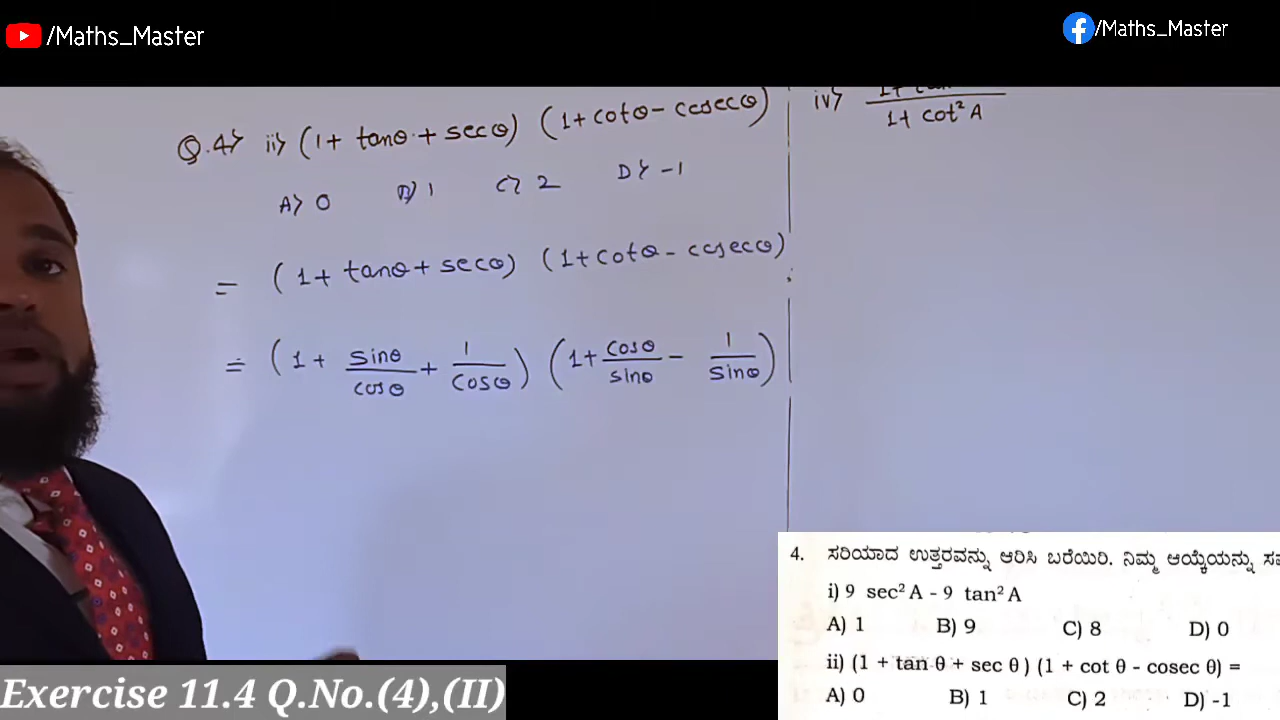 /Maths_Master
/Maths_Master
Q.4> ii> (1+ tanθ + secθ) (1+cotθ - cosecθ)
A> 0 B> 1 C> 2 D> -1
= (1+ tanθ + secθ) (1+cotθ - cosecθ)
= (1 + sinθ/cosθ + 1/cosθ) (1 + cosθ/sinθ - 1/sinθ)
iv>
1+ cot² A
4. ಸರಿಯಾದ ಉತ್ತರವನ್ನು ಆರಿಸಿ ಬರೆಯಿರಿ. ನಿಮ್ಮ ಆಯ್ಕೆಯನ್ನು
i) 9 sec² A - 9 tan² A
A) 1 B) 9 C) 8 D) 0
ii) (1 + tan θ + sec θ ) (1 + cot θ - cosec θ) =
A) 0 B) 1 C) 2 D) -1
Exercise 11.4 Q.No.(4),(II)